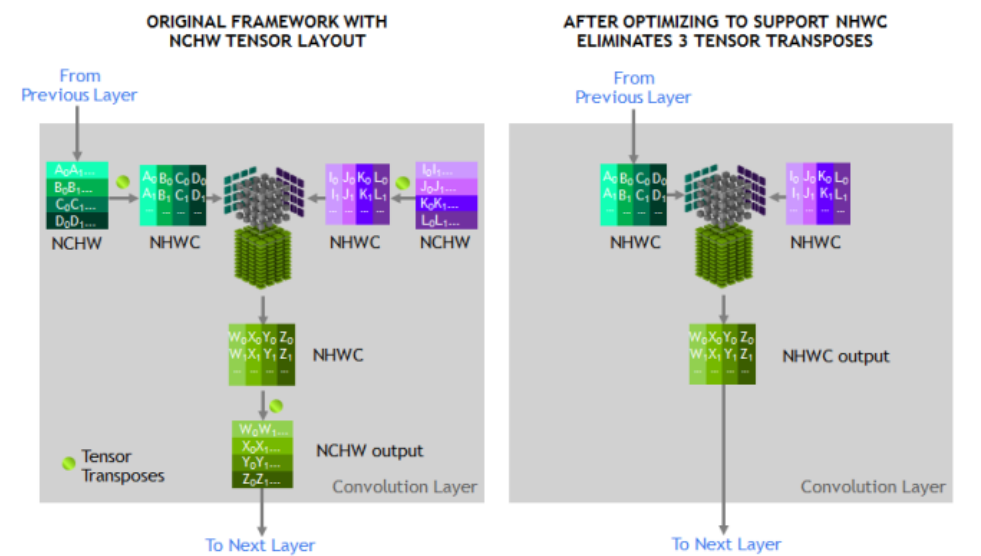 ORIGINAL FRAMEWORK WITH
NCHW TENSOR LAYOUT
From
Previous Layer
A₀A₁...
B₀B₁...
C₀C₁...
D₀D₁...
NCHW
A₀ B₀ C₀ D₀
A₁ B₁ C₁ D₁
... ... ... ...
NHWC
I₀ J₀ K₀ L₀
I₁ J₁ K₁ L₁
... ... ... ...
NHWC
I₀I₁...
J₀J₁...
K₀K₁...
L₀L₁...
NCHW
W₀ X₀ Y₀ Z₀
W₁ X₁ Y₁ Z₁
... ... ... ...
NHWC
W₀W₁...
X₀X₁...
Y₀Y₁...
Z₀Z₁...
NCHW output
Tensor
Transposes
Convolution Layer
To Next Layer
AFTER OPTIMIZING TO SUPPORT NHWC
ELIMINATES 3 TENSOR TRANSPOSES
From
Previous Layer
A₀ B₀ C₀ D₀
A₁ B₁ C₁ D₁
... ... ... ...
NHWC
I₀ J₀ K₀ L₀
I₁ J₁ K₁ L₁
... ... ... ...
NHWC
W₀ X₀ Y₀ Z₀
W₁ X₁ Y₁ Z₁
... ... ... ...
NHWC output
Convolution Layer
To Next Layer